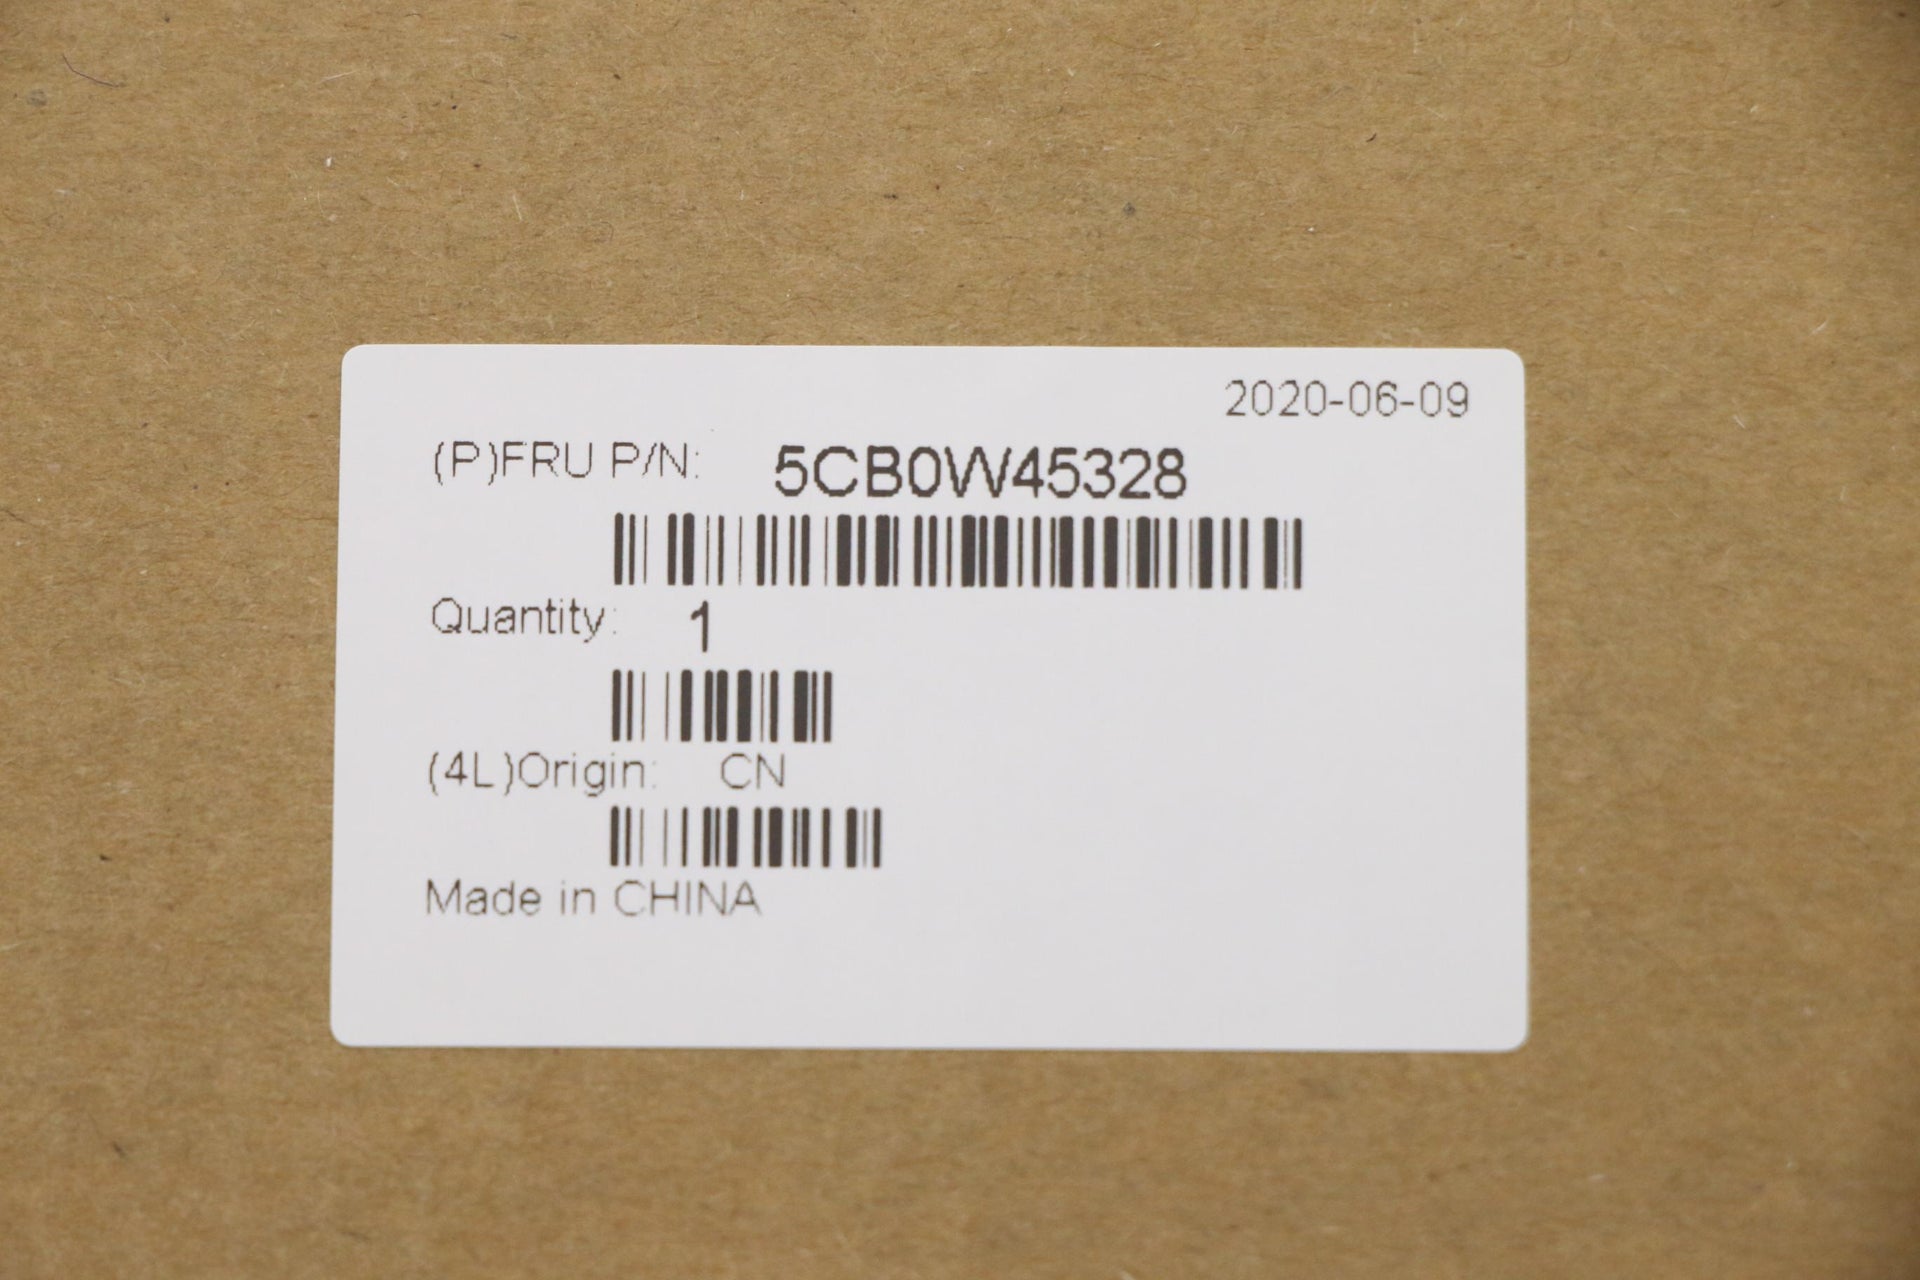 2020-06-09
(P)FRU P/N: 5CB0W45328
Quantity: 1
(4L)Origin: CN
Made in CHINA